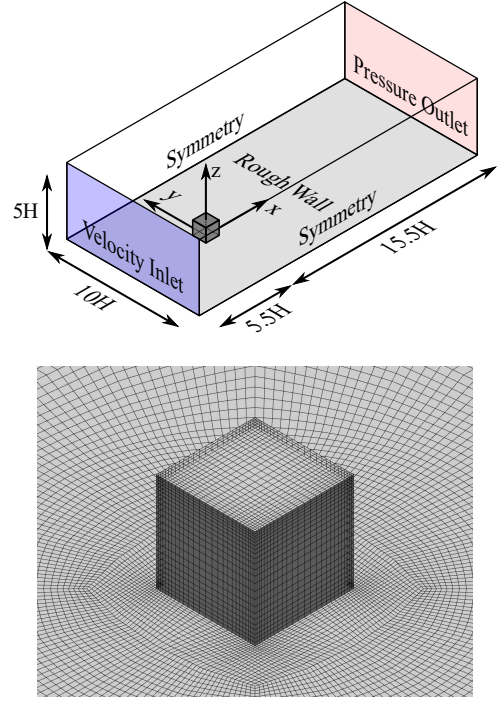 Pressure Outlet
Symmetry
z
Rough Wall
y
x
Symmetry
5H
Velocity Inlet
15.5H
10H
5.5H